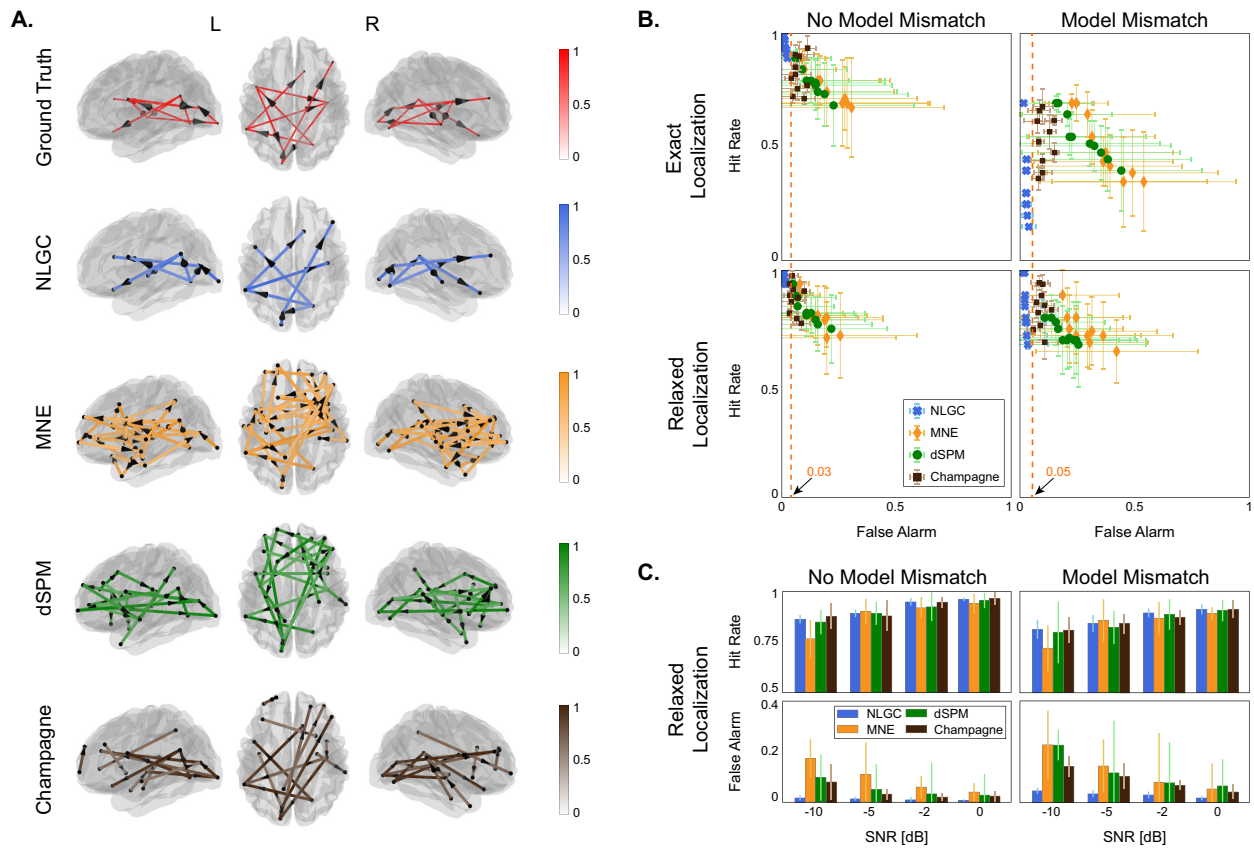 A.
L
R
Ground Truth
1
0.5
0
NLGC
1
0.5
0
MNE
1
0.5
0
dSPM
1
0.5
0
Champagne
1
0.5
0
B.
No Model Mismatch
Model Mismatch
Exact
Localization
Hit Rate
1
0.5
0
Relaxed
Localization
Hit Rate
1
0.5
0
NLGC
MNE
dSPM
Champagne
0.03
0.05
0
0.5
1
0
0.5
1
False Alarm
False Alarm
C.
No Model Mismatch
Model Mismatch
Relaxed
Localization
Hit Rate
1
0.75
0.5
False Alarm
0.4
0.2
0
NLGC
MNE
dSPM
Champagne
NLGC
MNE
dSPM
Champagne
-10
-5
-2
0
-10
-5
-2
0
SNR [dB]
SNR [dB]